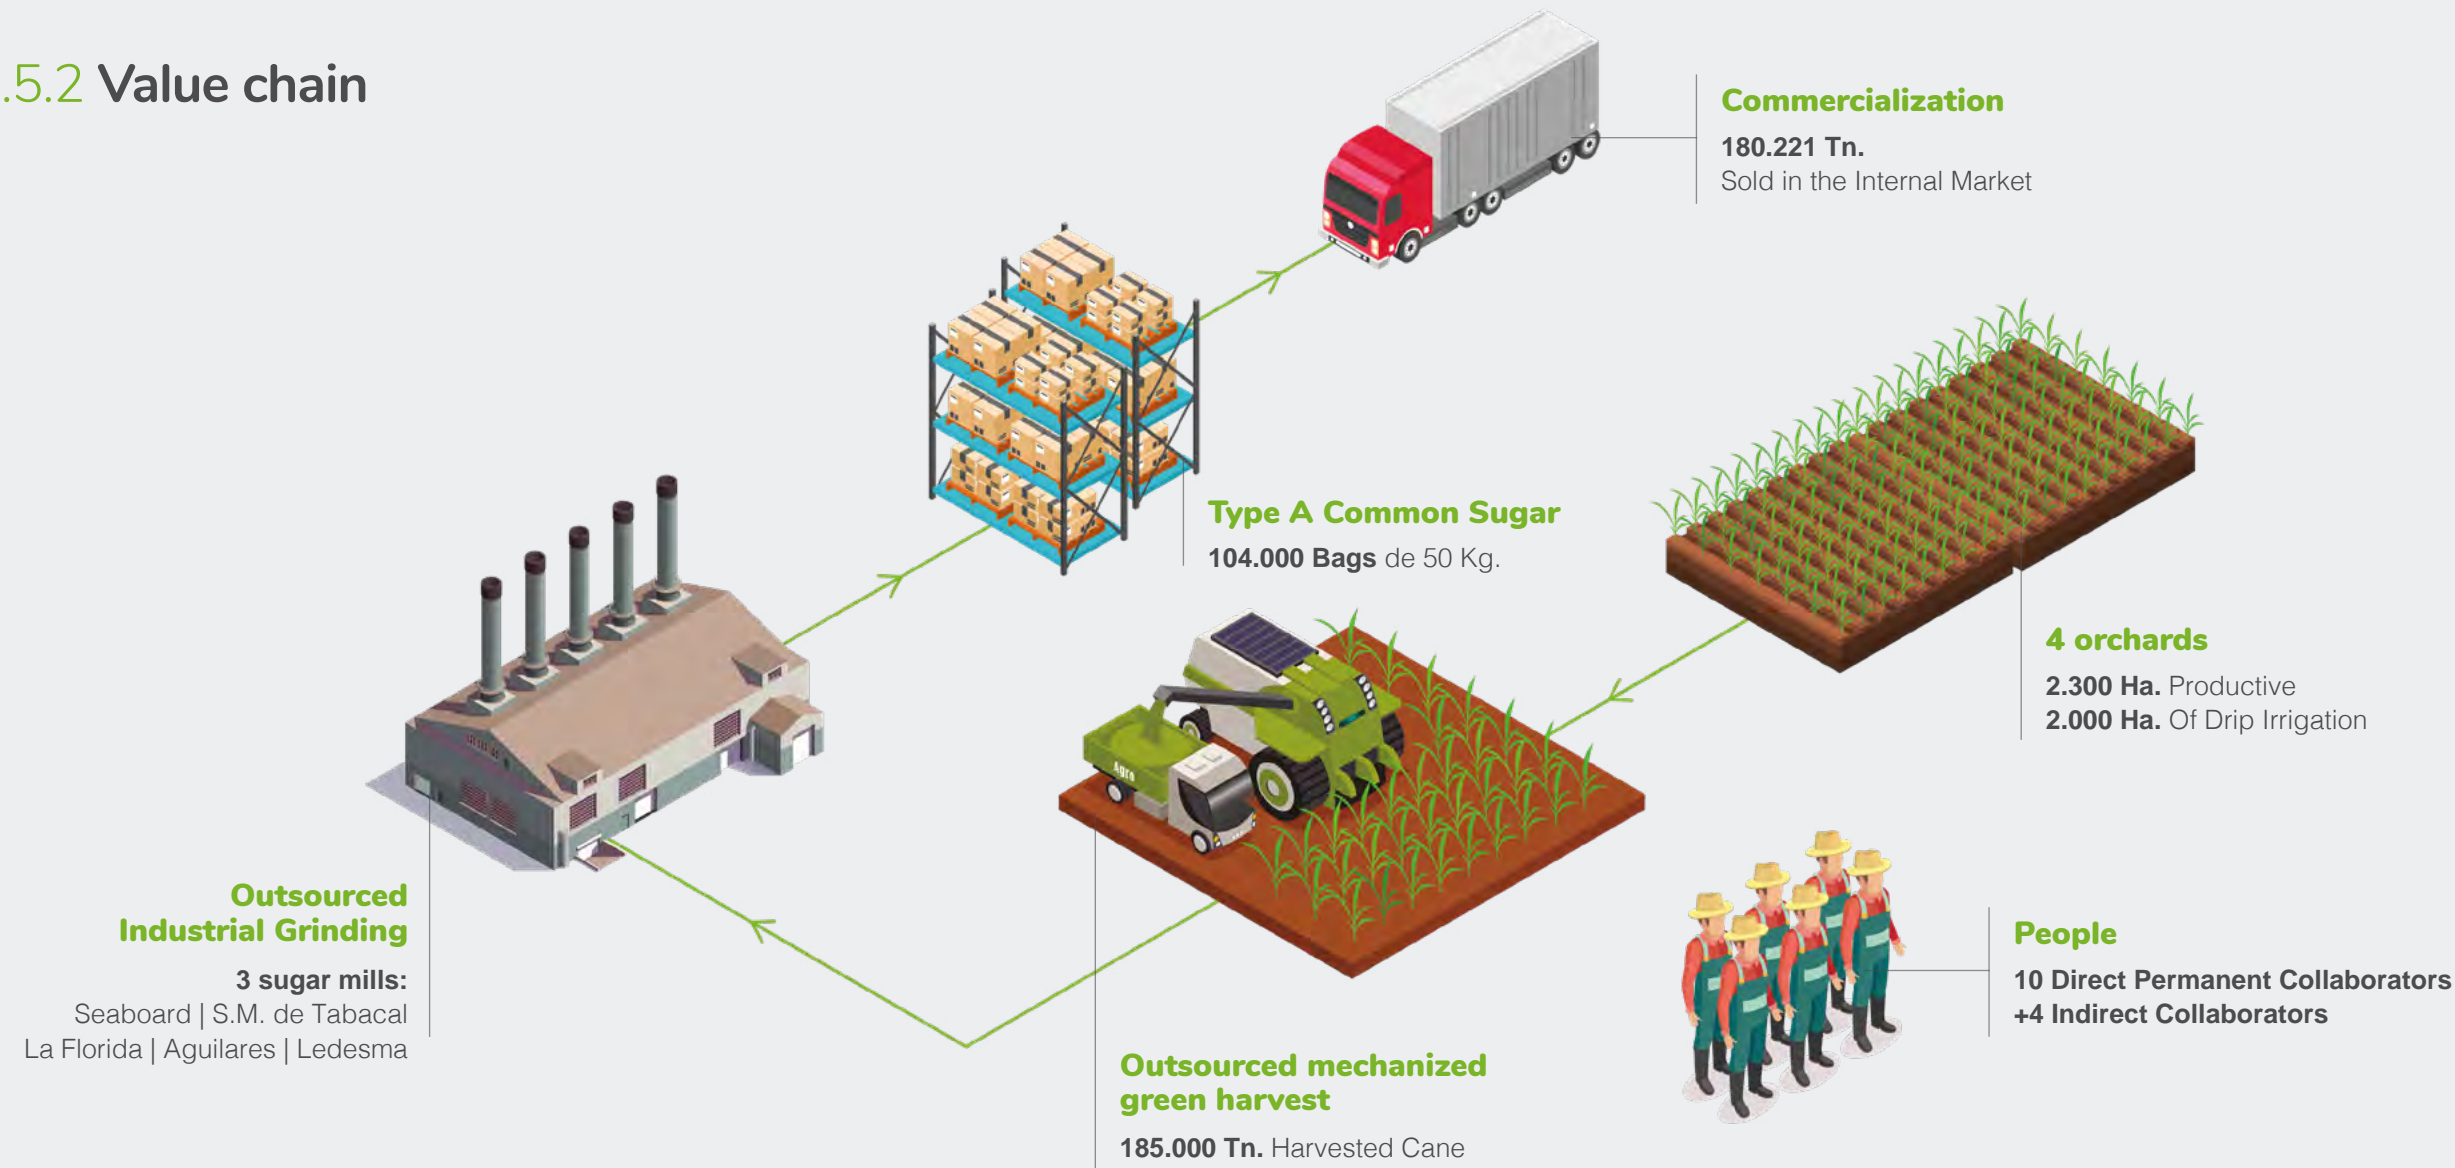 .5.2 Value chain
Commercialization
180.221 Tn.
Sold in the Internal Market
Type A Common Sugar
104.000 Bags de 50 Kg.
4 orchards
2.300 Ha. Productive
2.000 Ha. Of Drip Irrigation
Agro
Outsourced
Industrial Grinding
3 sugar mills:
Seaboard | S.M. de Tabacal
La Florida | Aguilares | Ledesma
People
10 Direct Permanent Collaborators
+4 Indirect Collaborators
Outsourced mechanized
green harvest
185.000 Tn. Harvested Cane